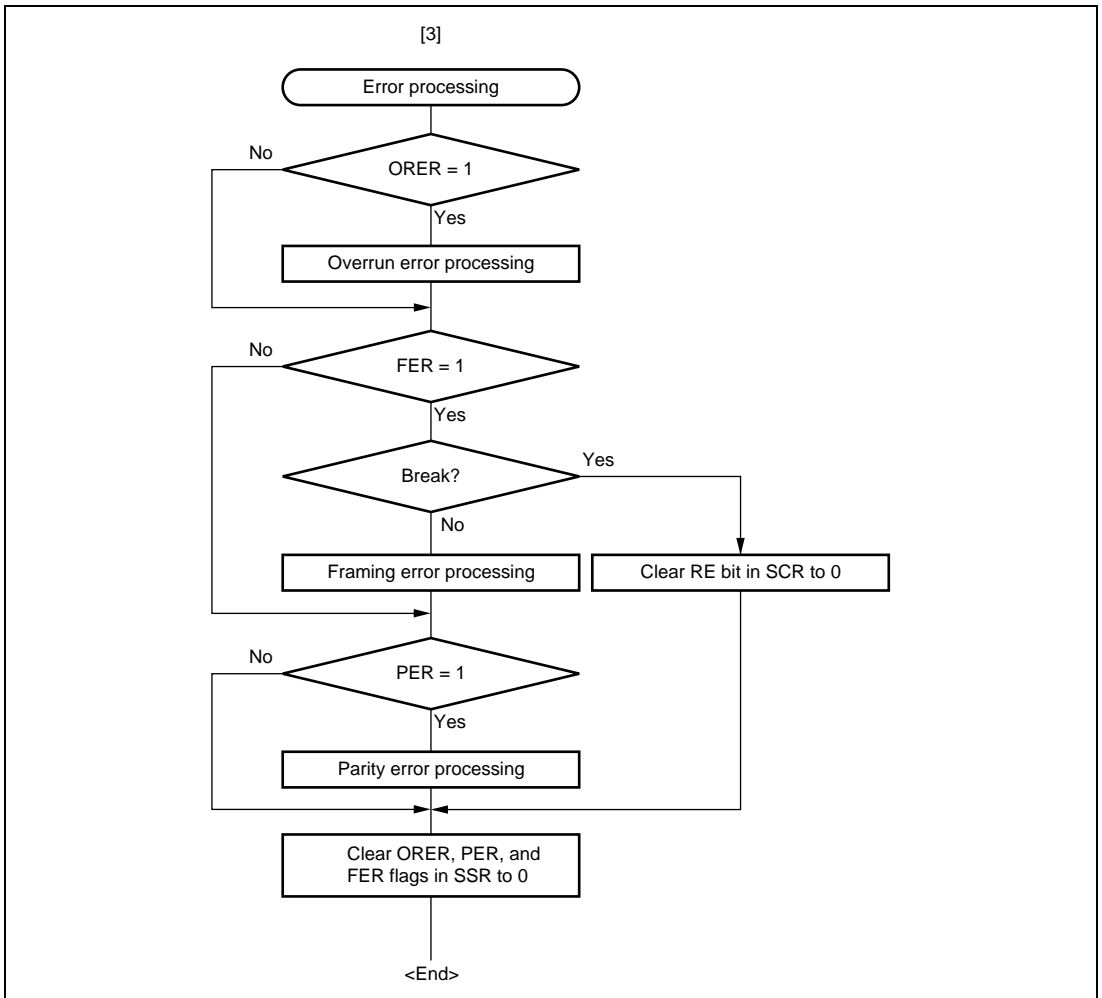 [3]
Error processing
No
ORER = 1
Yes
Overrun error processing
No
FER = 1
Yes
Break?
Yes
No
Framing error processing
Clear RE bit in SCR to 0
No
PER = 1
Yes
Parity error processing
Clear ORER, PER, and
FER flags in SSR to 0
<End>